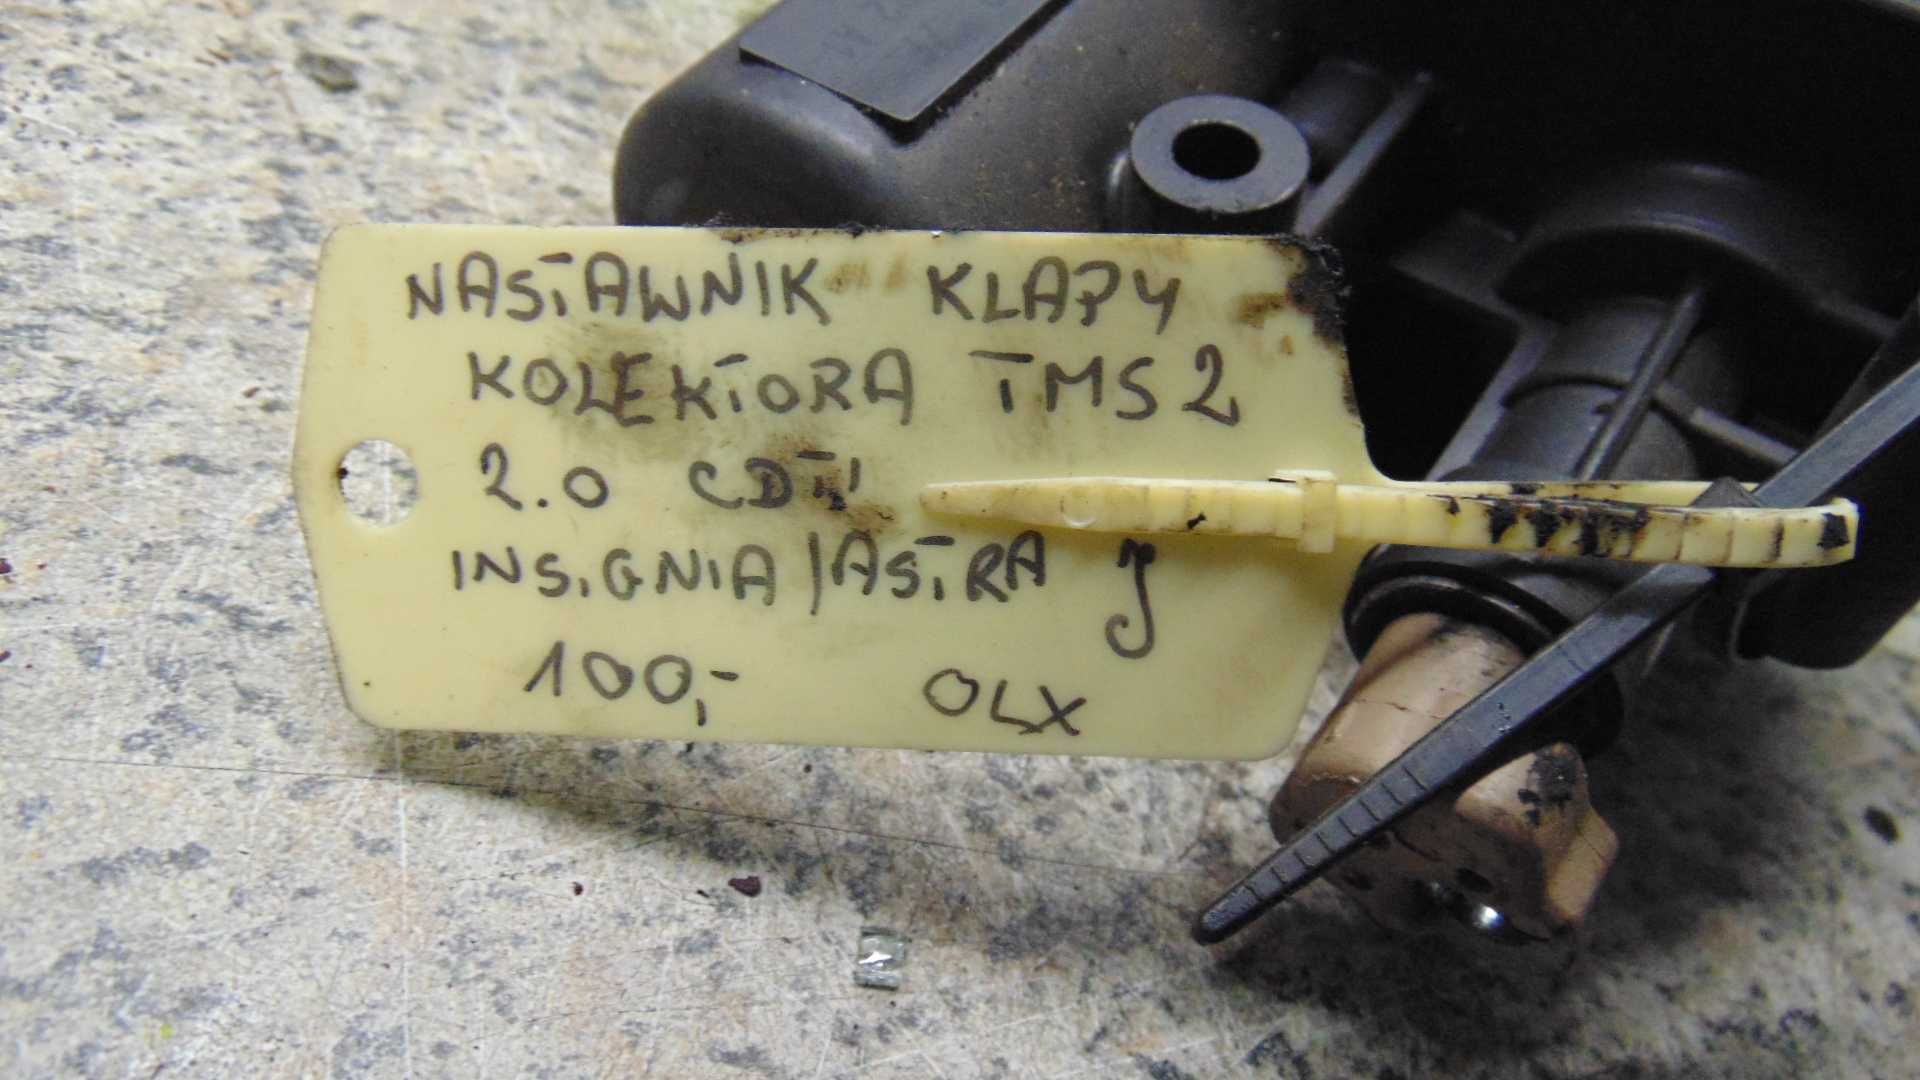 NASTAWNIK KLAPY
KOLEKTORA TMS2
2.0 CDTI
INSIGNIA/ASTRA J
100,- OLX